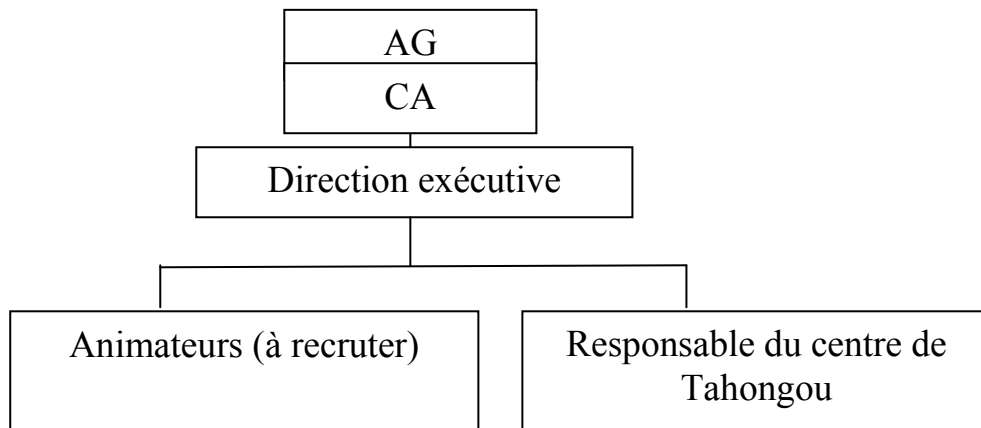 AG
CA
Direction exécutive
Animateurs (à recruter)
Responsable du centre de
Tahongou